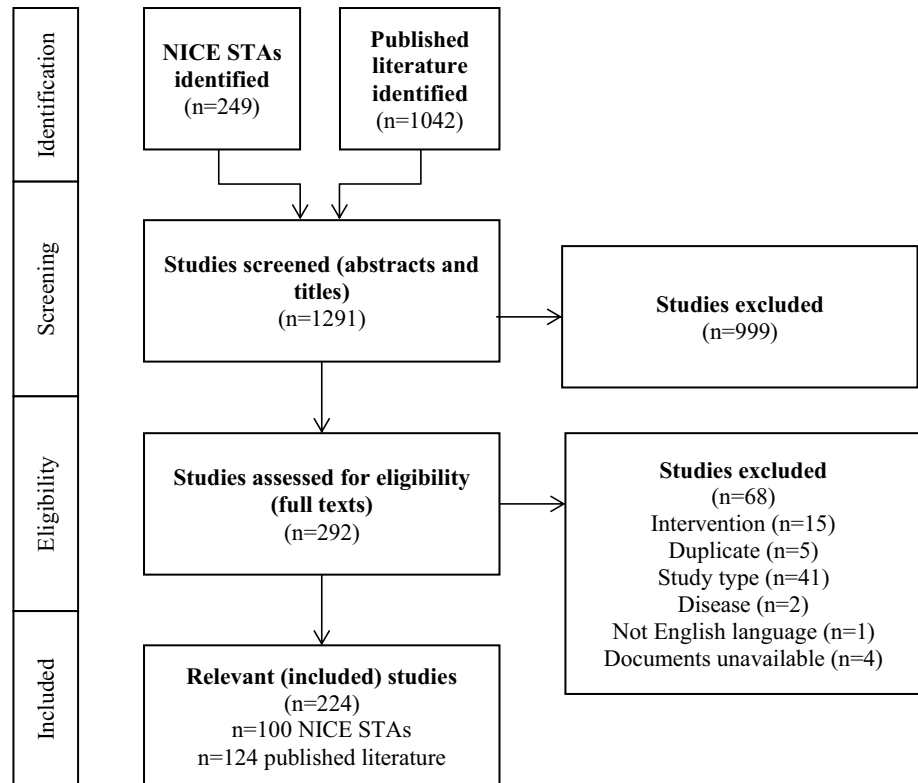 Identification
NICE STAs
identified
(n=249)
Published
literature
identified
(n=1042)
Screening
Studies screened (abstracts and
titles)
(n=1291)
Studies excluded
(n=999)
Eligibility
Studies assessed for eligibility
(full texts)
(n=292)
Studies excluded
(n=68)
Intervention (n=15)
Duplicate (n=5)
Study type (n=41)
Disease (n=2)
Not English language (n=1)
Documents unavailable (n=4)
Included
Relevant (included) studies
(n=224)
n=100 NICE STAs
n=124 published literature